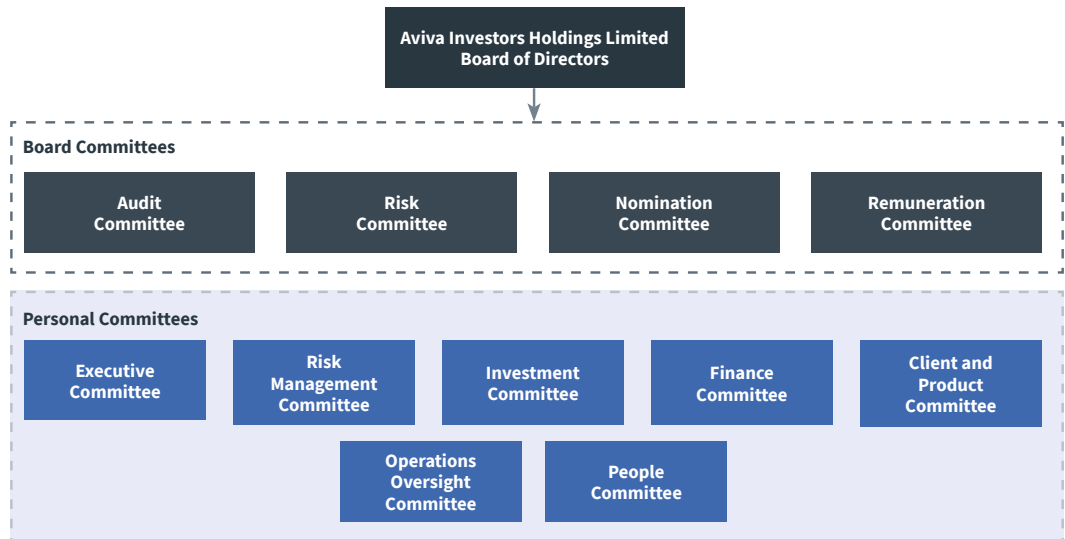 Aviva Investors Holdings Limited
Board of Directors
Board Committees
Audit
Committee
Risk
Committee
Nomination
Committee
Remuneration
Committee
Personal Committees
Executive
Committee
Risk
Management
Committee
Investment
Committee
Finance
Committee
Client and
Product
Committee
Operations
Oversight
Committee
People
Committee